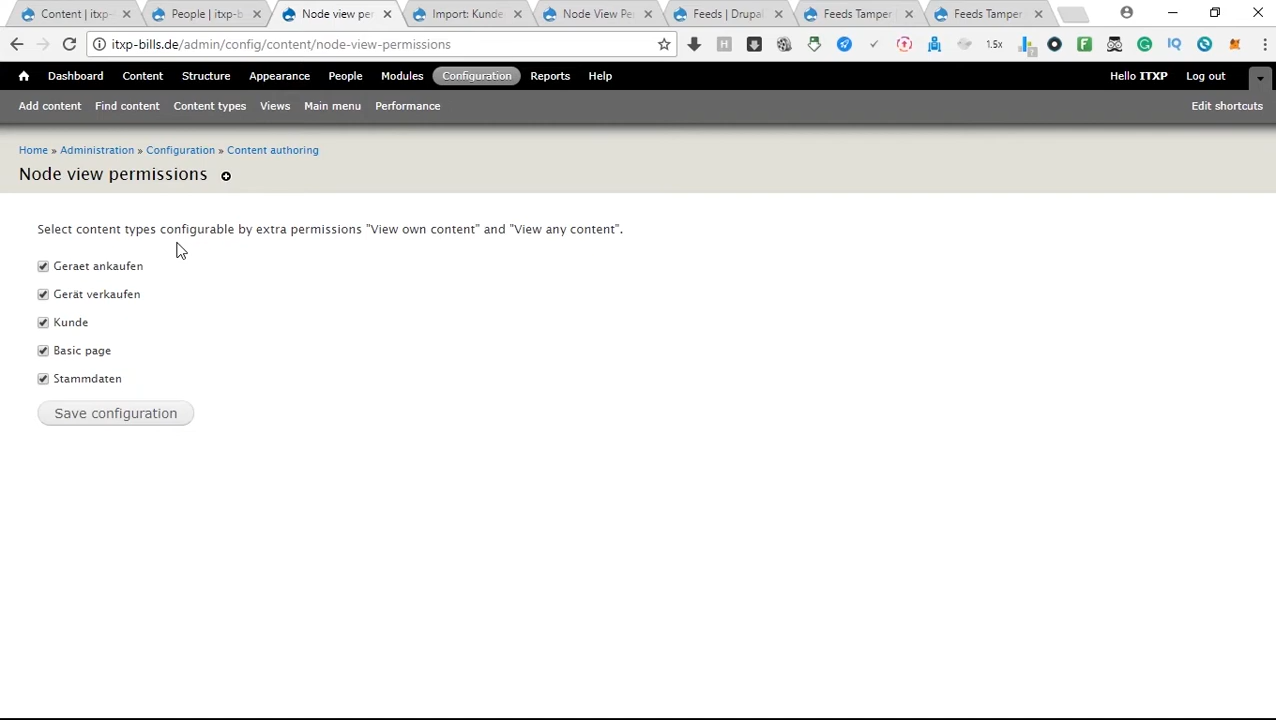 Content | itxp-
People | itxp-b
Node view per
Import: Kunde
Node View Pe
Feeds | Drupal
Feeds Tamper |
Feeds Tamper
itxp-bills.de/admin/config/content/node-view-permissions
H
1.5x
F
G
IQ
?
Dashboard
Content
Structure
Appearance
People
Modules
Configuration
Reports
Help
Hello ITXP
Log out
Add content
Find content
Content types
Views
Main menu
Performance
Edit shortcuts
Home » Administration » Configuration » Content authoring
Node view permissions
Select content types configurable by extra permissions "View own content" and "View any content".
Geraet ankaufen
Gerät verkaufen
Kunde
Basic page
Stammdaten
Save configuration